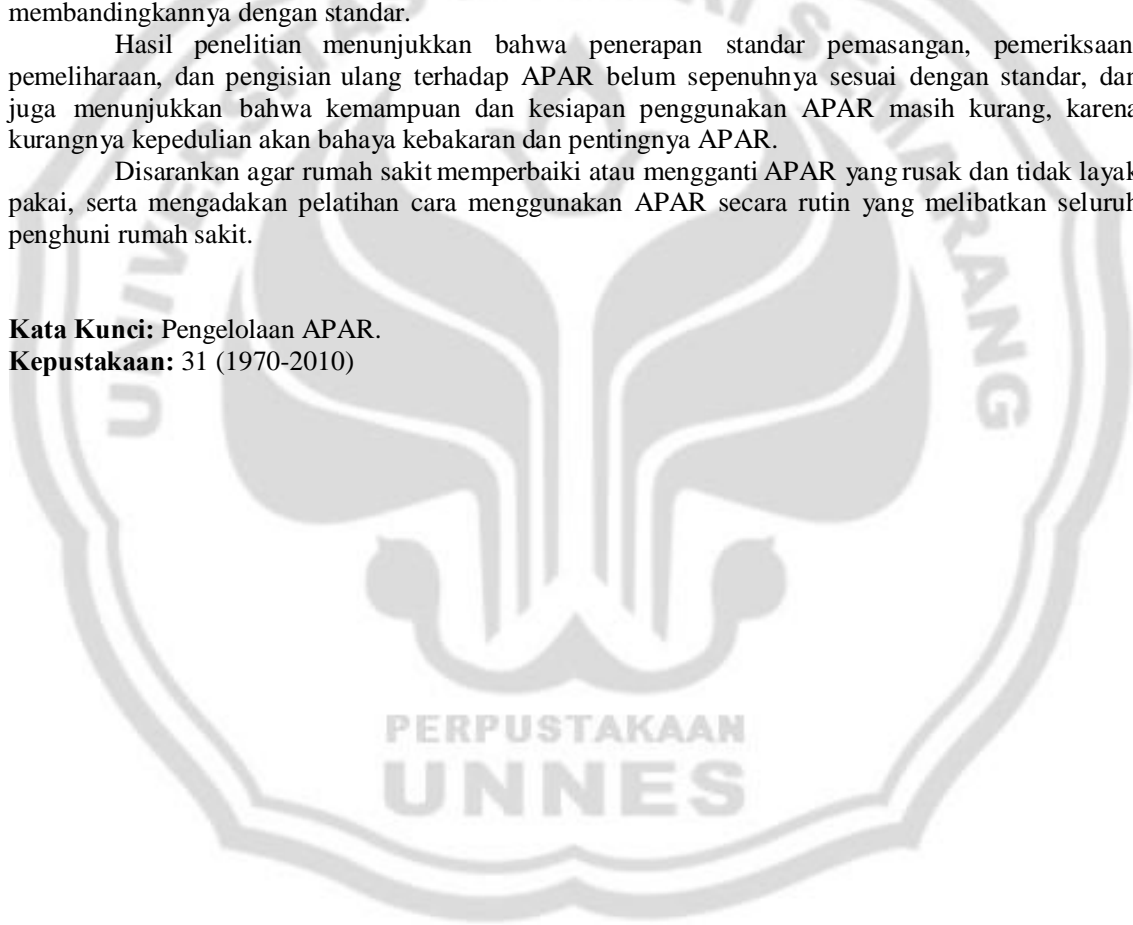 membandingkannya dengan standar.
Hasil penelitian menunjukkan bahwa penerapan standar pemasangan, pemeriksaan
pemeliharaan, dan pengisian ulang terhadap APAR belum sepenuhnya sesuai dengan standar, dan
juga menunjukkan bahwa kemampuan dan kesiapan penggunakan APAR masih kurang, karena
kurangnya kepedulian akan bahaya kebakaran dan pentingnya APAR.
Disarankan agar rumah sakit memperbaiki atau mengganti APAR yang rusak dan tidak layak
pakai, serta mengadakan pelatihan cara menggunakan APAR secara rutin yang melibatkan seluruh
penghuni rumah sakit.
Kata Kunci: Pengelolaan APAR.
Kepustakaan: 31 (1970-2010)
PERPUSTAKAAN
UNNES